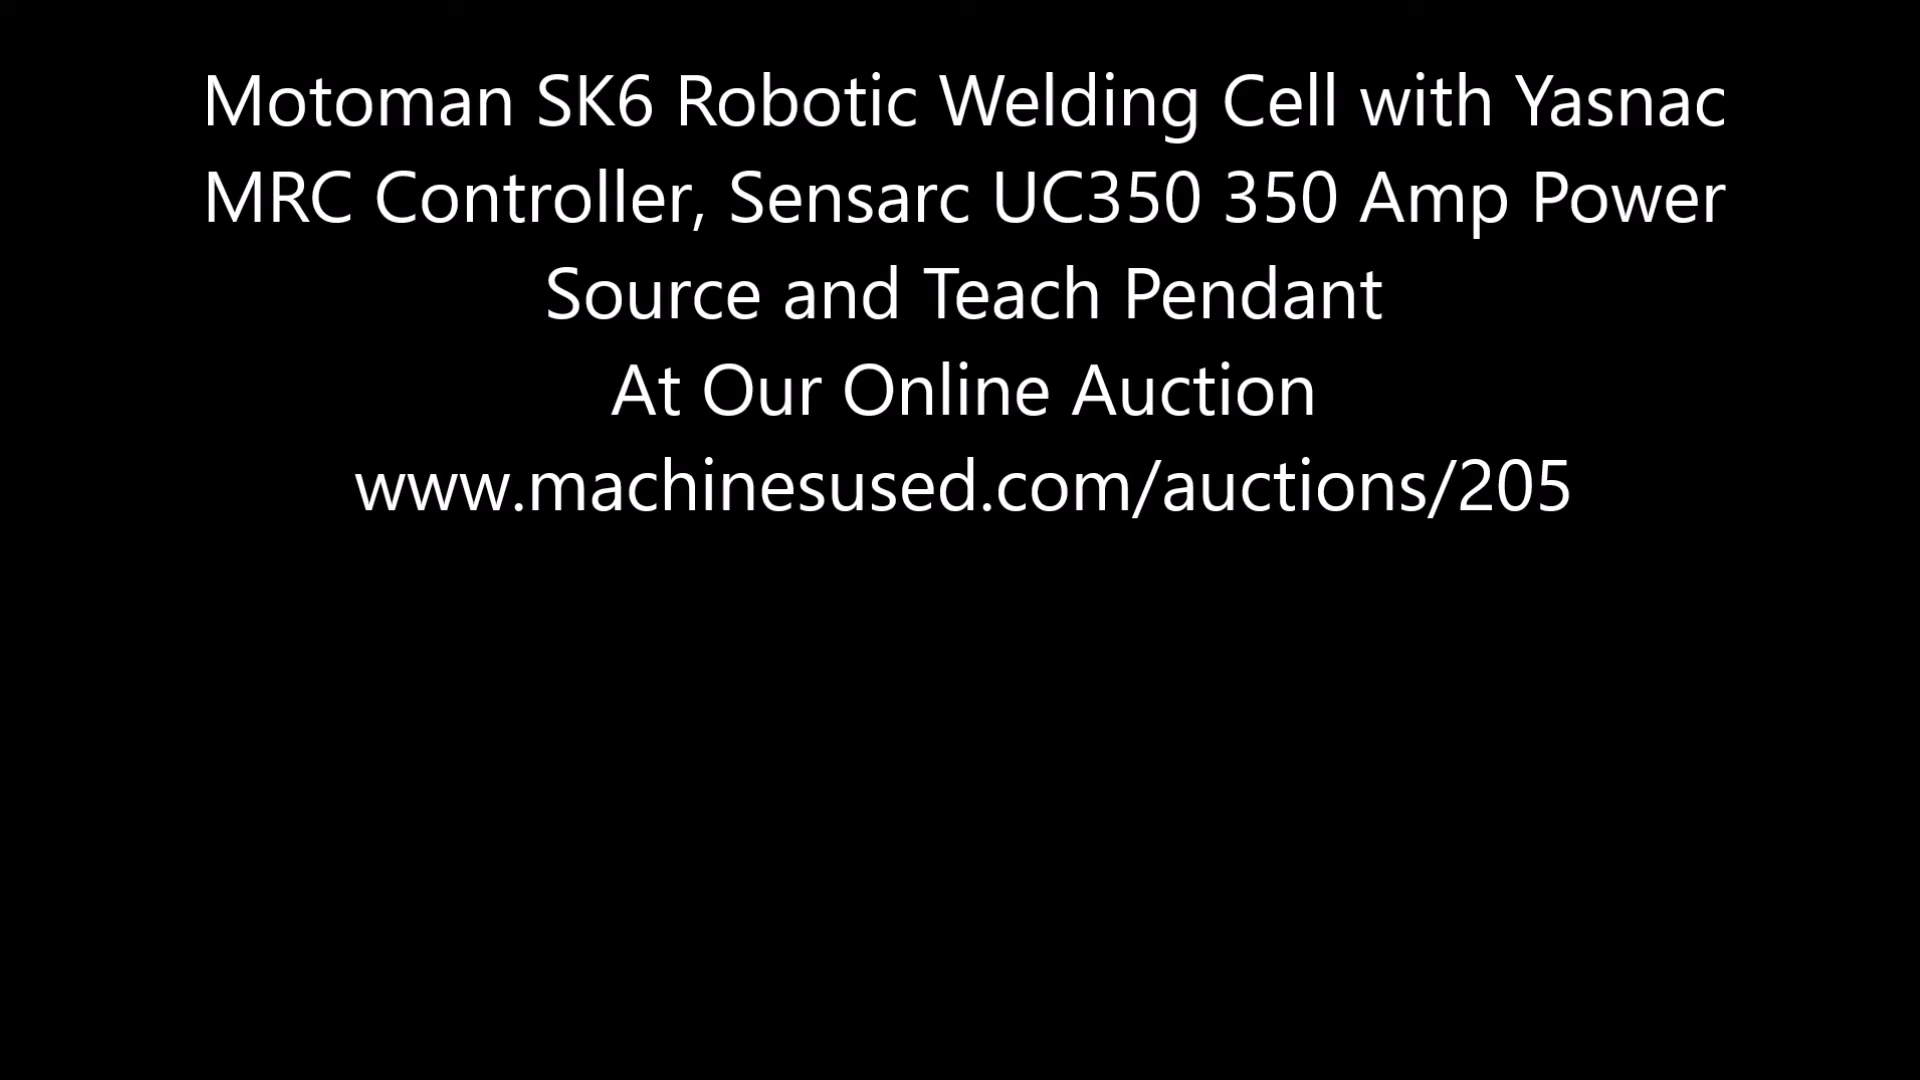 Motoman SK6 Robotic Welding Cell with Yasnac
MRC Controller, Sensarc UC350 350 Amp Power
Source and Teach Pendant
At Our Online Auction
www.machinesused.com/auctions/205